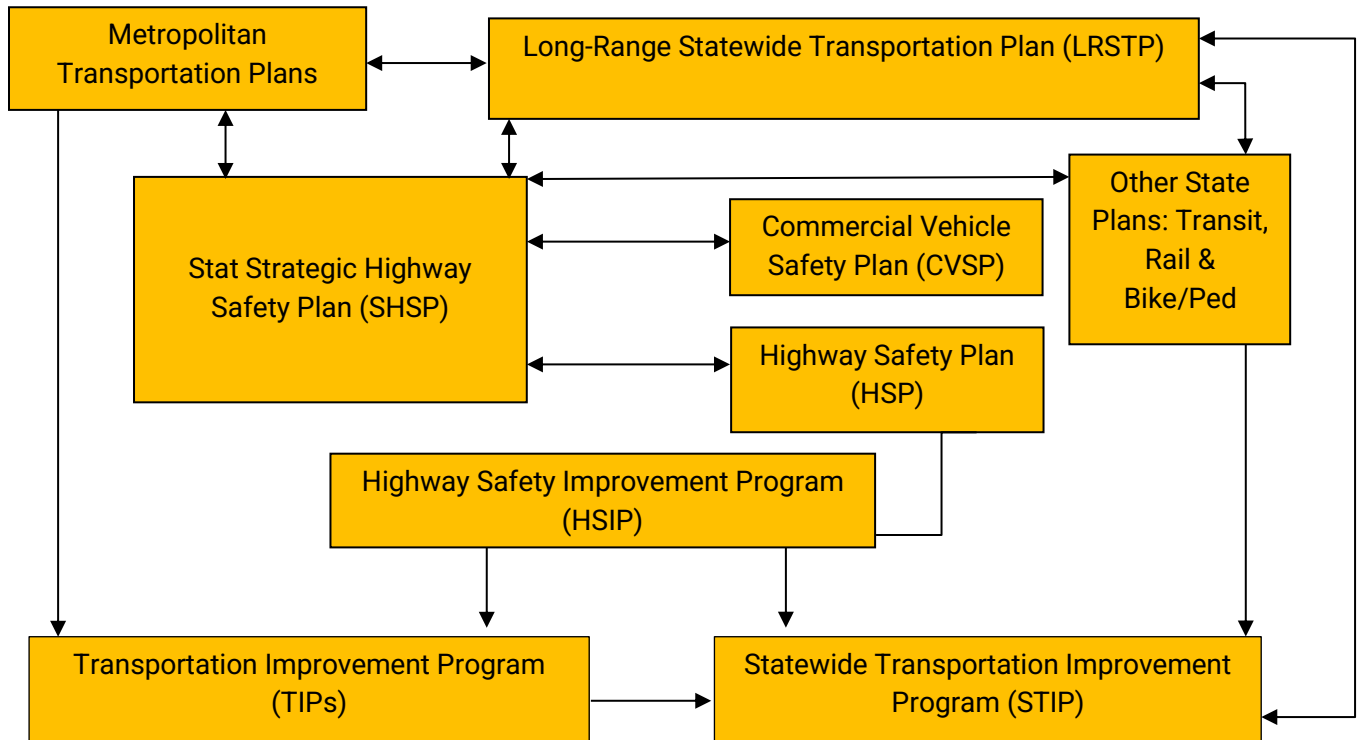 Metropolitan
Transportation Plans
Long-Range Statewide Transportation Plan (LRSTP)
Other State
Plans: Transit,
Rail &
Bike/Ped
Commercial Vehicle
Safety Plan (CVSP)
Stat Strategic Highway
Safety Plan (SHSP)
Highway Safety Plan
(HSP)
Highway Safety Improvement Program
(HSIP)
Transportation Improvement Program
(TIPs)
Statewide Transportation Improvement
Program (STIP)